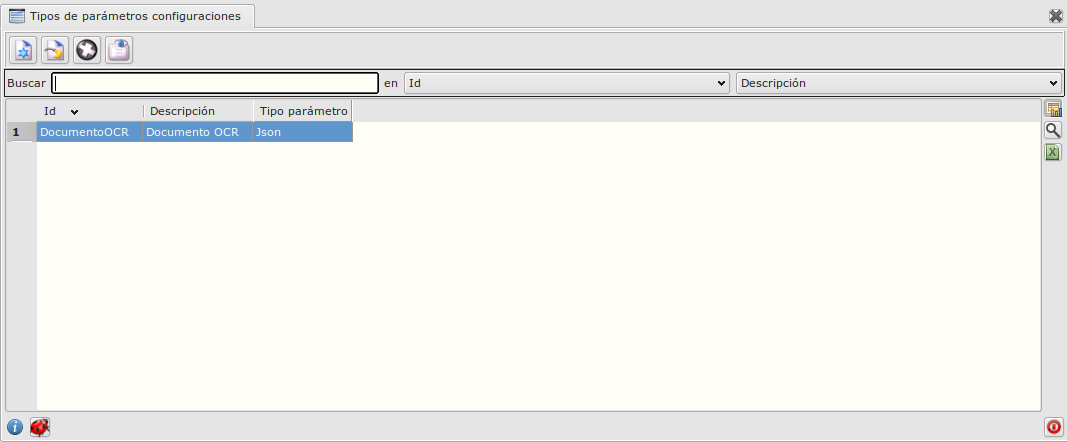 Tipos de parámetros configuraciones
Buscar en Id Descripción
Id Descripción Tipo parámetro
1 DocumentoOCR Documento OCR Json